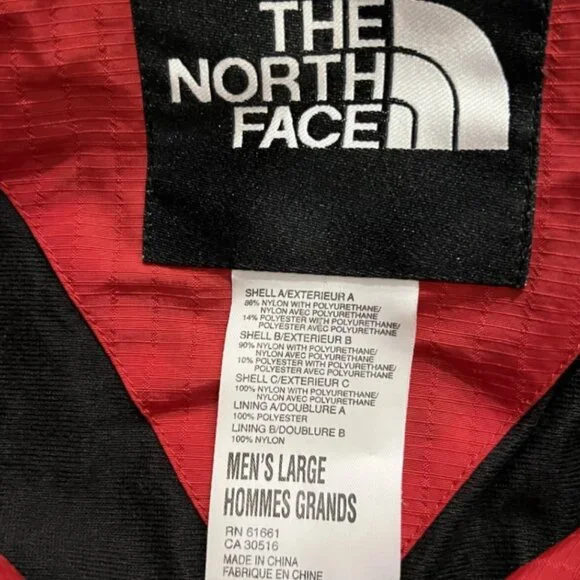 THE
NORTH
FACE
SHELL A/EXTERIEUR A
86% NYLON WITH POLYURETHANE/
NYLON AVEC POLYURETHANE
14% POLYESTER WITH POLYURETHANE/
POLYESTER AVEC POLYURETHANE
SHELL B/EXTERIEUR B
90% NYLON WITH POLYURETHANE/
NYLON AVEC POLYURETHANE
10% POLYESTER WITH POLYURETHANE/
POLYESTER AVEC POLYURETHANE
SHELL C/EXTERIEUR C
100% NYLON WITH POLYURETHANE/
NYLON AVEC POLYURETHANE
LINING A/DOUBLURE A
100% POLYESTER
LINING B/DOUBLURE B
100% NYLON
MEN'S LARGE
HOMMES GRANDS
RN 61661
CA 30516
MADE IN CHINA
FABRIQUE EN CHINE